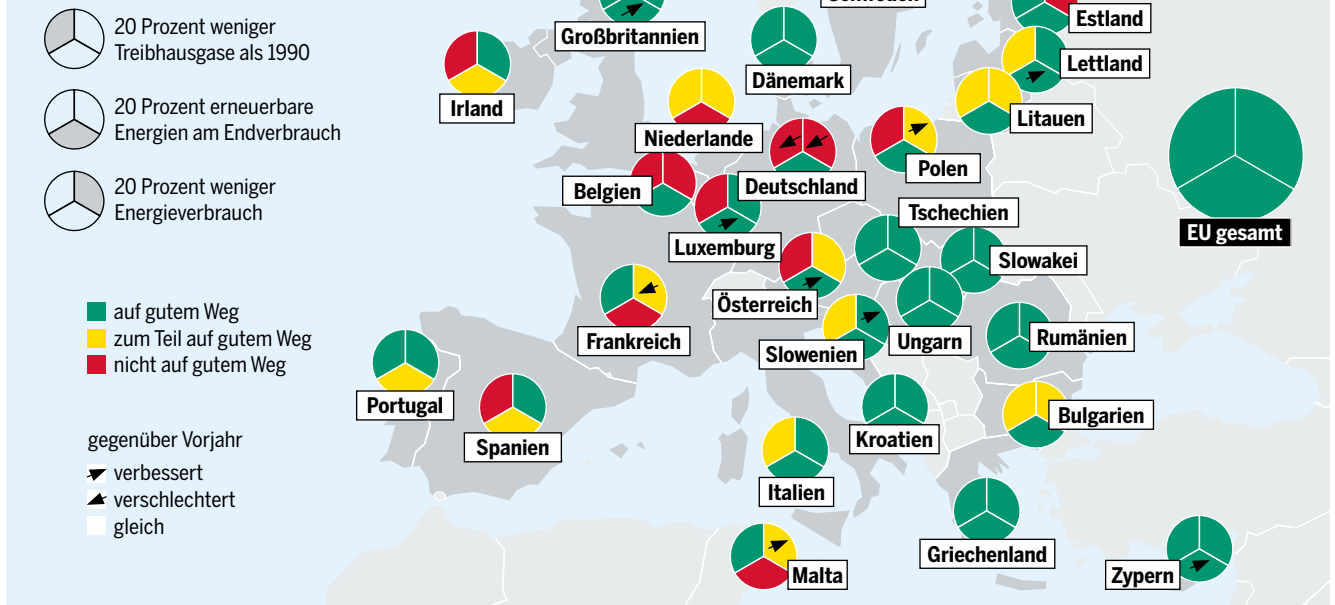 20 Prozent weniger
Treibhausgase als 1990
20 Prozent erneuerbare
Energien am Endverbrauch
20 Prozent weniger
Energieverbrauch
auf gutem Weg
zum Teil auf gutem Weg
nicht auf gutem Weg
gegenüber Vorjahr
verbessert
verschlechtert
gleich
Estland
Großbritannien
Lettland
Dänemark
Irland
Litauen
Niederlande
Polen
Deutschland
Belgien
Tschechien
EU gesamt
Luxemburg
Slowakei
Österreich
Frankreich
Ungarn
Rumänien
Slowenien
Portugal
Bulgarien
Spanien
Kroatien
Italien
Griechenland
Malta
Zypern